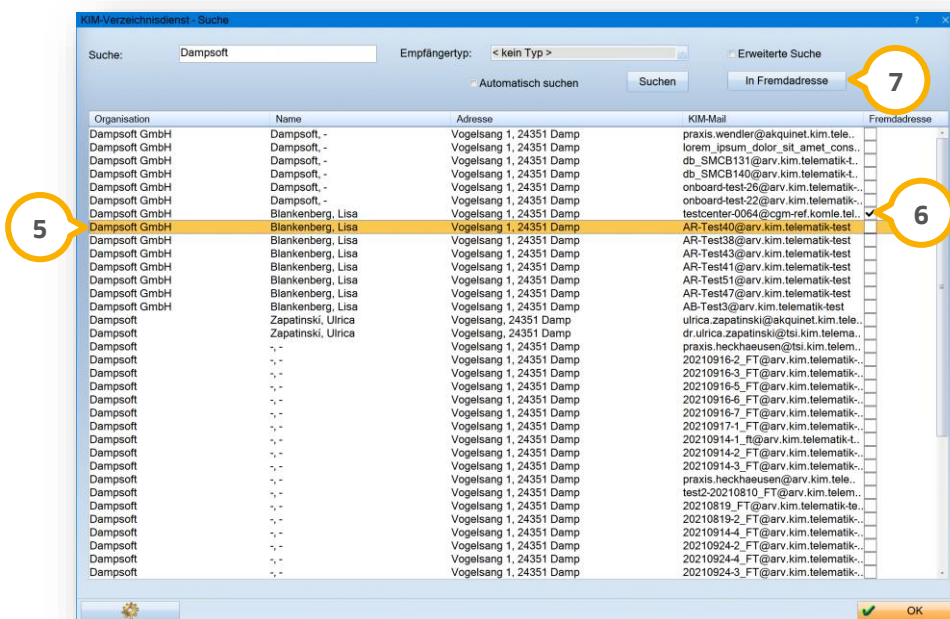 KIM-Verzeichnisdienst - Suche ? ×
Suche: Dampsoft Empfängertyp: < kein Typ > Erweiterte Suche
Automatisch suchen Suchen In Fremdadresse 7
Organisation Name Adresse KIM-Mail Fremdadresse
Dampsoft GmbH Dampsoft, - Vogelsang 1, 24351 Damp praxis.wendler@akquinet.kim.tele..
Dampsoft GmbH Dampsoft, - Vogelsang 1, 24351 Damp lorem_ipsum_dolor_sit_amet_cons..
Dampsoft GmbH Dampsoft, - Vogelsang 1, 24351 Damp db_SMCB131@arv.kim.telematik-t..
Dampsoft GmbH Dampsoft, - Vogelsang 1, 24351 Damp db_SMCB140@arv.kim.telematik-t..
Dampsoft GmbH Dampsoft, - Vogelsang 1, 24351 Damp onboard-test-26@arv.kim.telematik-..
Dampsoft GmbH Dampsoft, - Vogelsang 1, 24351 Damp onboard-test-22@arv.kim.telematik-..
Dampsoft GmbH Blankenberg, Lisa Vogelsang 1, 24351 Damp testcenter-0064@cgm-ref.komle.tel.. 6
5 Dampsoft GmbH Blankenberg, Lisa Vogelsang 1, 24351 Damp AR-Test40@arv.kim.telematik-test
Dampsoft GmbH Blankenberg, Lisa Vogelsang 1, 24351 Damp AR-Test38@arv.kim.telematik-test
Dampsoft GmbH Blankenberg, Lisa Vogelsang 1, 24351 Damp AR-Test43@arv.kim.telematik-test
Dampsoft GmbH Blankenberg, Lisa Vogelsang 1, 24351 Damp AR-Test41@arv.kim.telematik-test
Dampsoft GmbH Blankenberg, Lisa Vogelsang 1, 24351 Damp AR-Test51@arv.kim.telematik-test
Dampsoft GmbH Blankenberg, Lisa Vogelsang 1, 24351 Damp AR-Test47@arv.kim.telematik-test
Dampsoft GmbH Blankenberg, Lisa Vogelsang 1, 24351 Damp AB-Test3@arv.kim.telematik-test
Dampsoft Zapatinskí, Ulrica Vogelsang, 24351 Damp ulrica.zapatinski@akquinet.kim.tele..
Dampsoft Zapatinskí, Ulrica Vogelsang, 24351 Damp dr.ulrica.zapatinski@tsi.kim.telema..
Dampsoft -, - Vogelsang 1, 24351 Damp praxis.heckhaeusen@tsi.kim.telem..
Dampsoft -, - Vogelsang 1, 24351 Damp 20210916-2_FT@arv.kim.telematik-..
Dampsoft -, - Vogelsang 1, 24351 Damp 20210916-3_FT@arv.kim.telematik-..
Dampsoft -, - Vogelsang 1, 24351 Damp 20210916-5_FT@arv.kim.telematik-..
Dampsoft -, - Vogelsang 1, 24351 Damp 20210916-6_FT@arv.kim.telematik-..
Dampsoft -, - Vogelsang 1, 24351 Damp 20210916-7_FT@arv.kim.telematik-..
Dampsoft -, - Vogelsang 1, 24351 Damp 20210917-1_FT@arv.kim.telematik-..
Dampsoft -, - Vogelsang 1, 24351 Damp 20210914-1_ft@arv.kim.telematik-t..
Dampsoft -, - Vogelsang 1, 24351 Damp 20210914-2_FT@arv.kim.telematik-..
Dampsoft -, - Vogelsang 1, 24351 Damp 20210914-3_FT@arv.kim.telematik-..
Dampsoft -, - Vogelsang 1, 24351 Damp praxis.heckhaeusen@arv.kim.tele..
Dampsoft -, - Vogelsang 1, 24351 Damp test2-20210810_FT@arv.kim.telem..
Dampsoft -, - Vogelsang 1, 24351 Damp 20210819_FT@arv.kim.telematik-te..
Dampsoft -, - Vogelsang 1, 24351 Damp 20210819-2_FT@arv.kim.telematik-..
Dampsoft -, - Vogelsang 1, 24351 Damp 20210914-4_FT@arv.kim.telematik-..
Dampsoft -, - Vogelsang 1, 24351 Damp 20210924-2_FT@arv.kim.telematik-..
Dampsoft -, - Vogelsang 1, 24351 Damp 20210924-4_FT@arv.kim.telematik-..
Dampsoft -, - Vogelsang 1, 24351 Damp 20210924-3_FT@arv.kim.telematik-..
OK